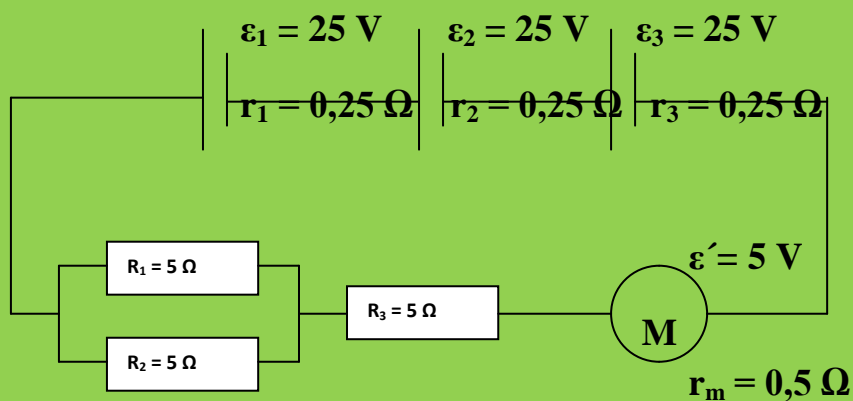 ε₁ = 25 V ε₂ = 25 V ε₃ = 25 V
r₁ = 0,25 Ω r₂ = 0,25 Ω r₃ = 0,25 Ω
R₁ = 5 Ω
ε´= 5 V
R₃ = 5 Ω
M
R₂ = 5 Ω
rₘ = 0,5 Ω